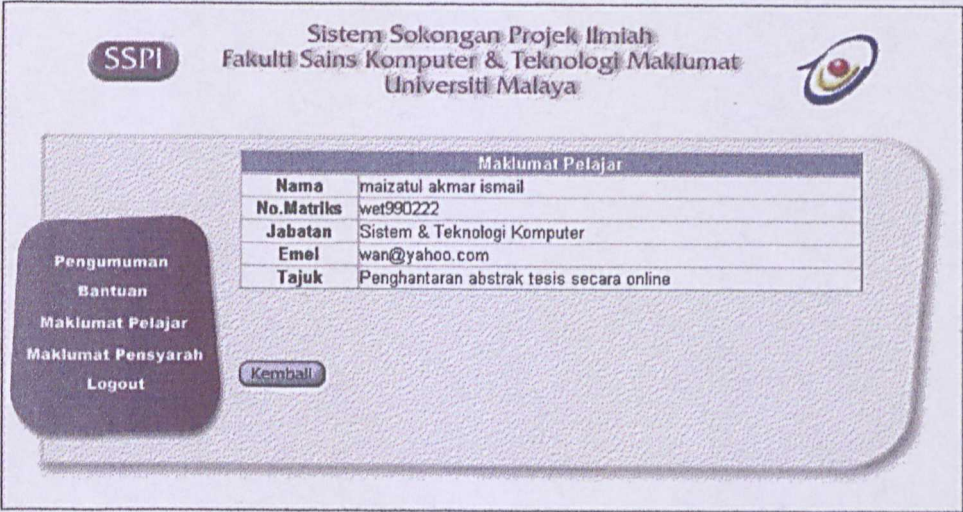 SSPI
Sistem Sokongan Projek Ilmiah
Fakulti Sains Komputer & Teknologi Maklumat
Universiti Malaya
Maklumat Pelajar
Nama maizatul akmar ismail
No.Matriks wet990222
Jabatan Sistem & Teknologi Komputer
Emel wan@yahoo.com
Tajuk Penghantaran abstrak tesis secara online
Pengumuman
Bantuan
Maklumat Pelajar
Maklumat Pensyarah
Logout
Kembali